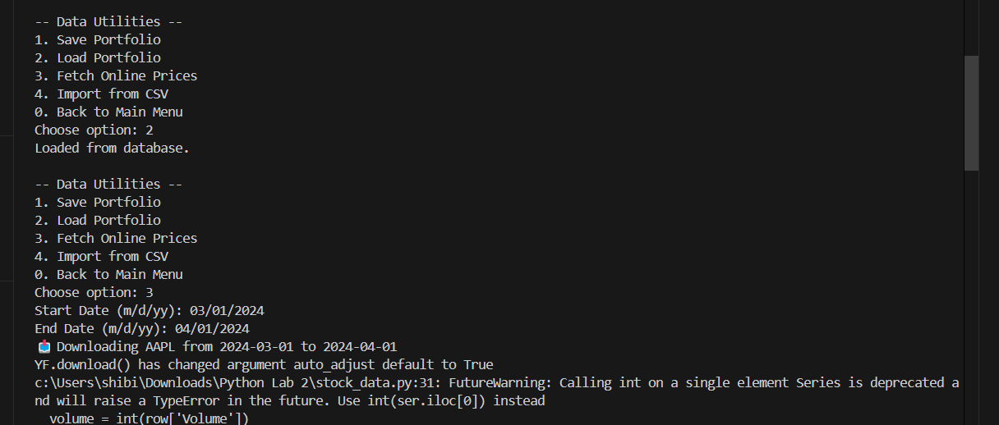 -- Data Utilities --
1. Save Portfolio
2. Load Portfolio
3. Fetch Online Prices
4. Import from CSV
0. Back to Main Menu
Choose option: 2
Loaded from database.
-- Data Utilities --
1. Save Portfolio
2. Load Portfolio
3. Fetch Online Prices
4. Import from CSV
0. Back to Main Menu
Choose option: 3
Start Date (m/d/yy): 03/01/2024
End Date (m/d/yy): 04/01/2024
📥 Downloading AAPL from 2024-03-01 to 2024-04-01
YF.download() has changed argument auto_adjust default to True
c:\Users\shibi\Downloads\Python Lab 2\stock_data.py:31: FutureWarning: Calling int on a single element Series is deprecated a
nd will raise a TypeError in the future. Use int(ser.iloc[0]) instead
  volume = int(row['Volume'])